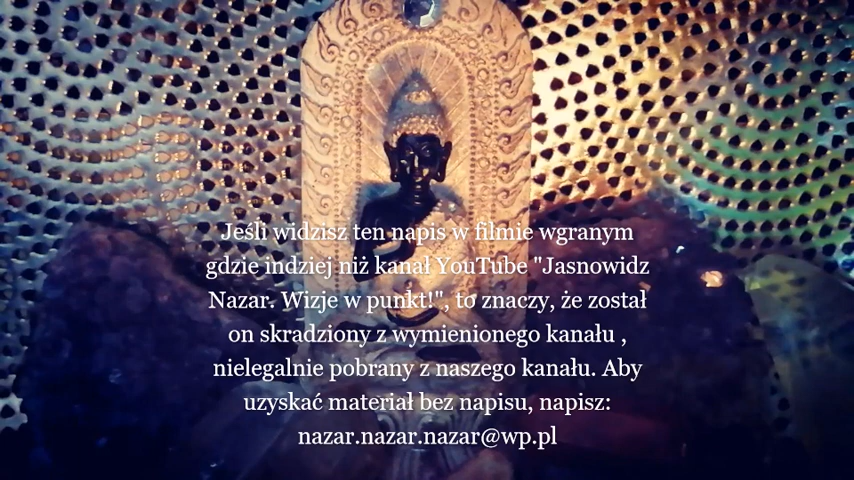 Jeśli widzisz ten napis w filmie wgranym
gdzie indziej niż kanał YouTube "Jasnowidz
Nazar. Wizje w punkt!", to znaczy, że został
on skradziony z wymienionego kanału ,
nielegalnie pobrany z naszego kanału. Aby
uzyskać materiał bez napisu, napisz:
nazar.nazar.nazar@wp.pl